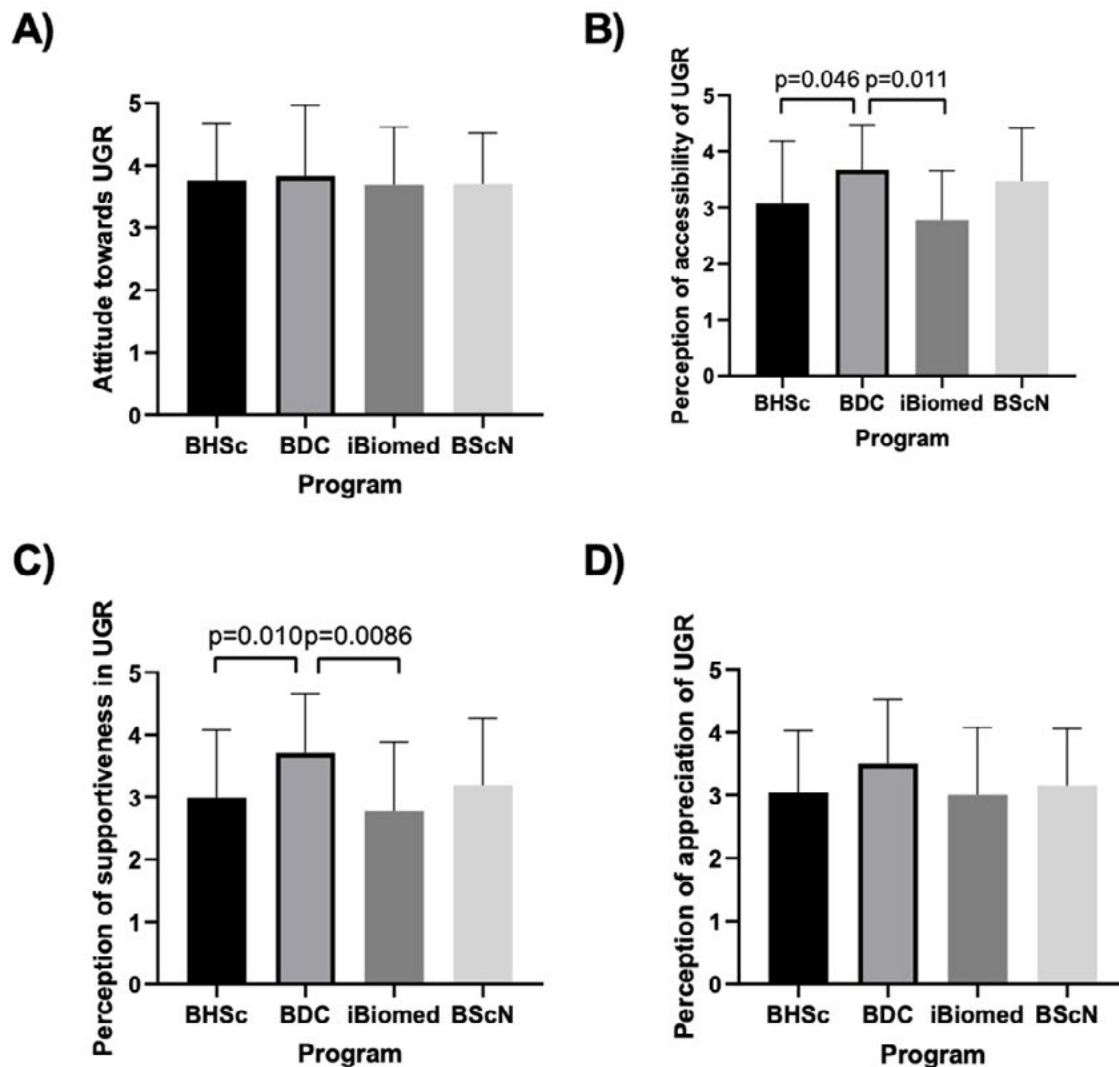 A)
Attitude towards UGR
5
4
3
2
1
0
BHSc BDC iBiomed BScN
Program
B)
p=0.046 p=0.011
Perception of accessibility of UGR
5
4
3
2
1
0
BHSc BDC iBiomed BScN
Program
C)
p=0.010 p=0.0086
Perception of supportiveness in UGR
5
4
3
2
1
0
BHSc BDC iBiomed BScN
Program
D)
Perception of appreciation of UGR
5
4
3
2
1
0
BHSc BDC iBiomed BScN
Program